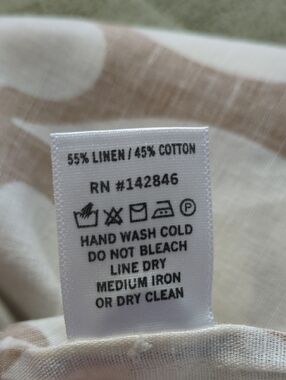 55% LINEN / 45% COTTON
RN #142846
P
HAND WASH COLD
DO NOT BLEACH
LINE DRY
MEDIUM IRON
OR DRY CLEAN